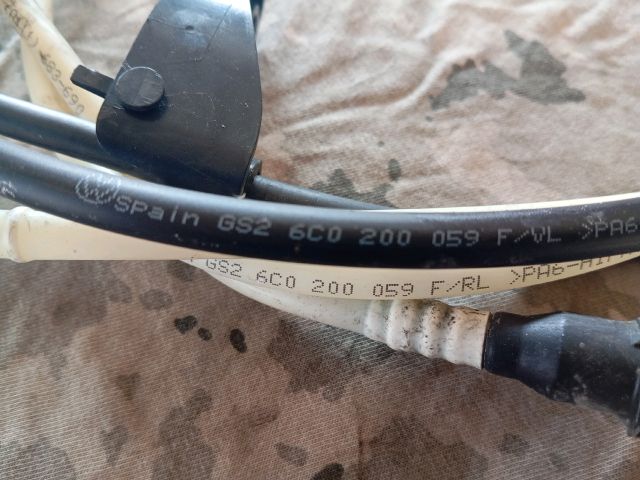 Spain GS2 6C0 200 059 F/VL >PA6-
GS2 6C0 200 059 F/RL >PA6-